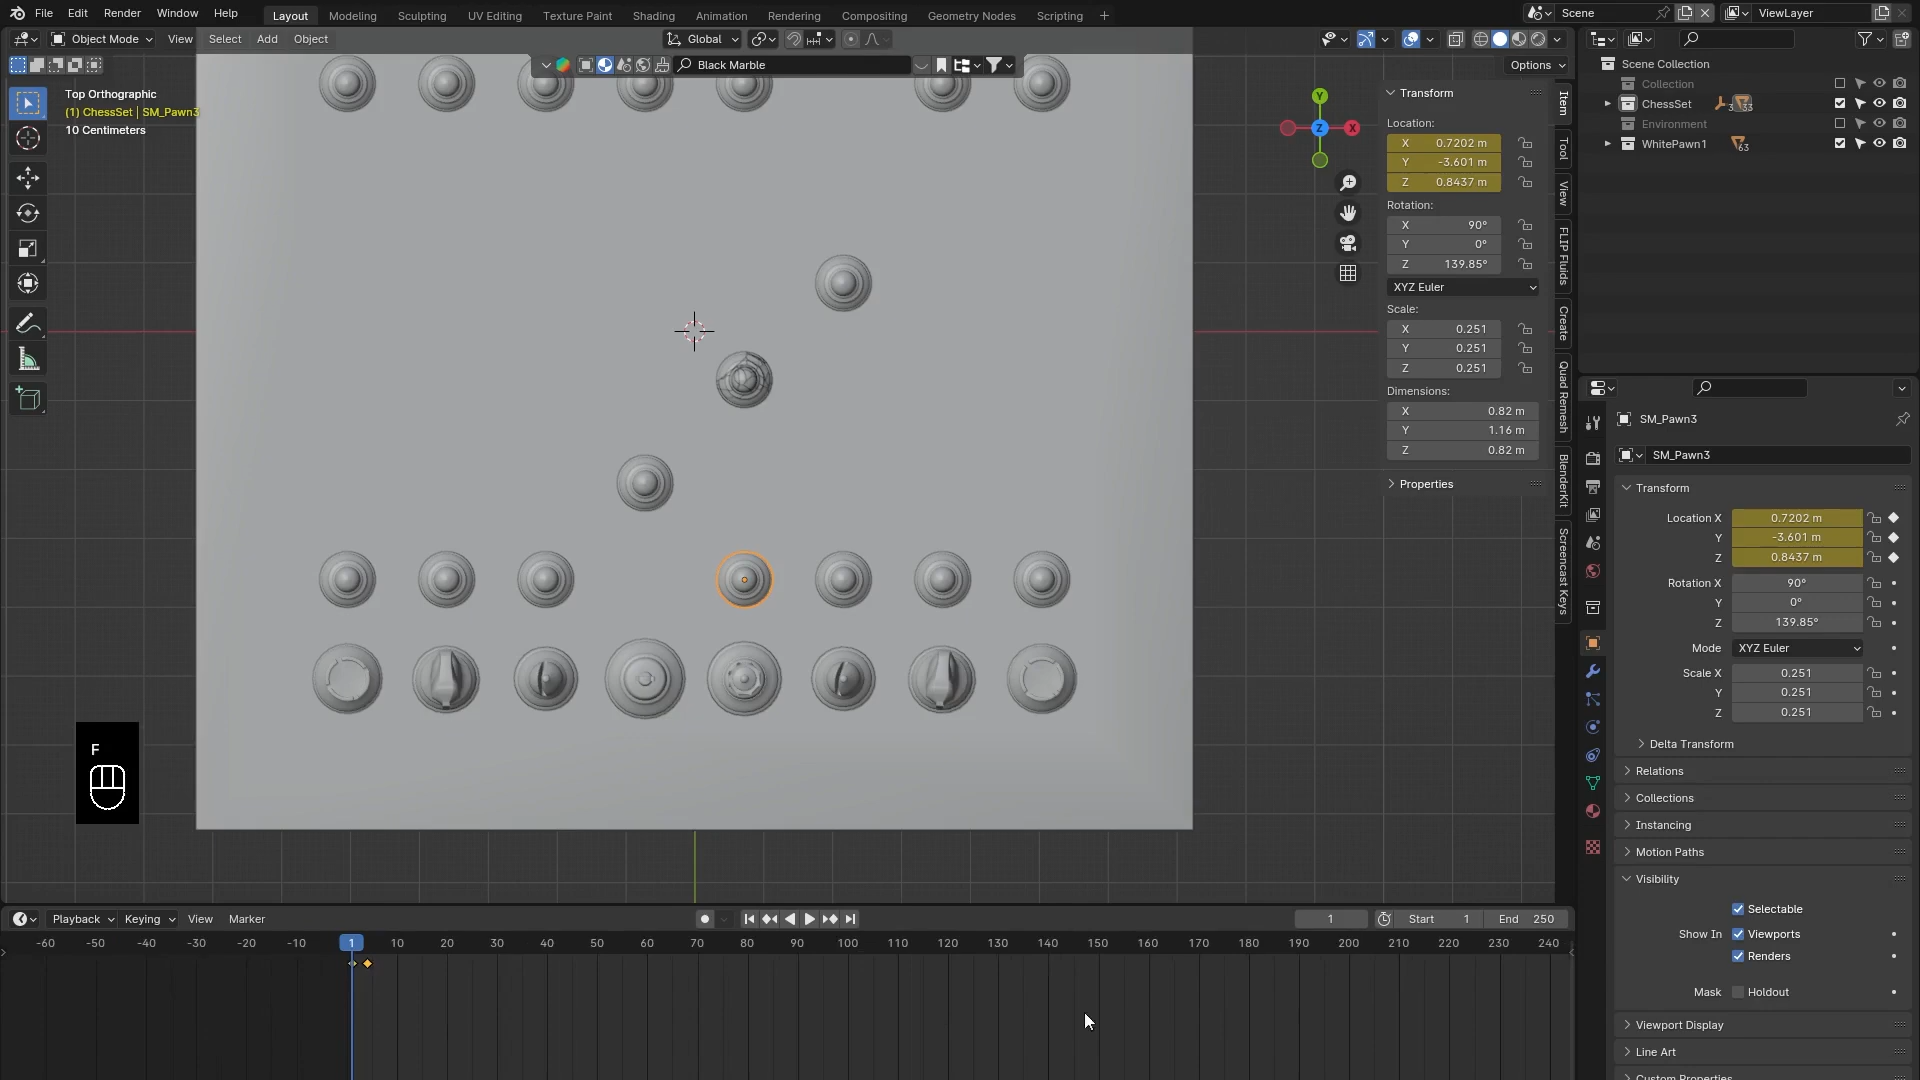 File Edit Render Window Help Layout Modeling Sculpting UV Editing Texture Paint Shading Animation Rendering Compositing Geometry Nodes Scripting + Scene ViewLayer
Object Mode View Select Add Object Global
Black Marble Options
Top Orthographic
(1) ChessSet | SM_Pawn3
10 Centimeters
Y
Z
X
Transform
Location:
X 0.7202 m
Y -3.601 m
Z 0.8437 m
Rotation:
X 90°
Y 0°
Z 139.85°
XYZ Euler
Scale:
X 0.251
Y 0.251
Z 0.251
Dimensions:
X 0.82 m
Y 1.16 m
Z 0.82 m
Properties
Item
Tool
View
FLIP Fluids
Create
Quad Remesh
BlenderKit
Screencast Keys
Scene Collection
Collection
ChessSet 33
Environment
WhitePawn1 63
SM_Pawn3
SM_Pawn3
Transform
Location X 0.7202 m
Y -3.601 m
Z 0.8437 m
Rotation X 90°
Y 0°
Z 139.85°
Mode XYZ Euler
Scale X 0.251
Y 0.251
Z 0.251
Delta Transform
Relations
Collections
Instancing
Motion Paths
Visibility
Selectable
Show In Viewports
Renders
Mask Holdout
Viewport Display
Line Art
Custom Properties
F
Playback Keying View Marker 1 Start 1 End 250
-60 -50 -40 -30 -20 -10 1 10 20 30 40 50 60 70 80 90 100 110 120 130 140 150 160 170 180 190 200 210 220 230 240